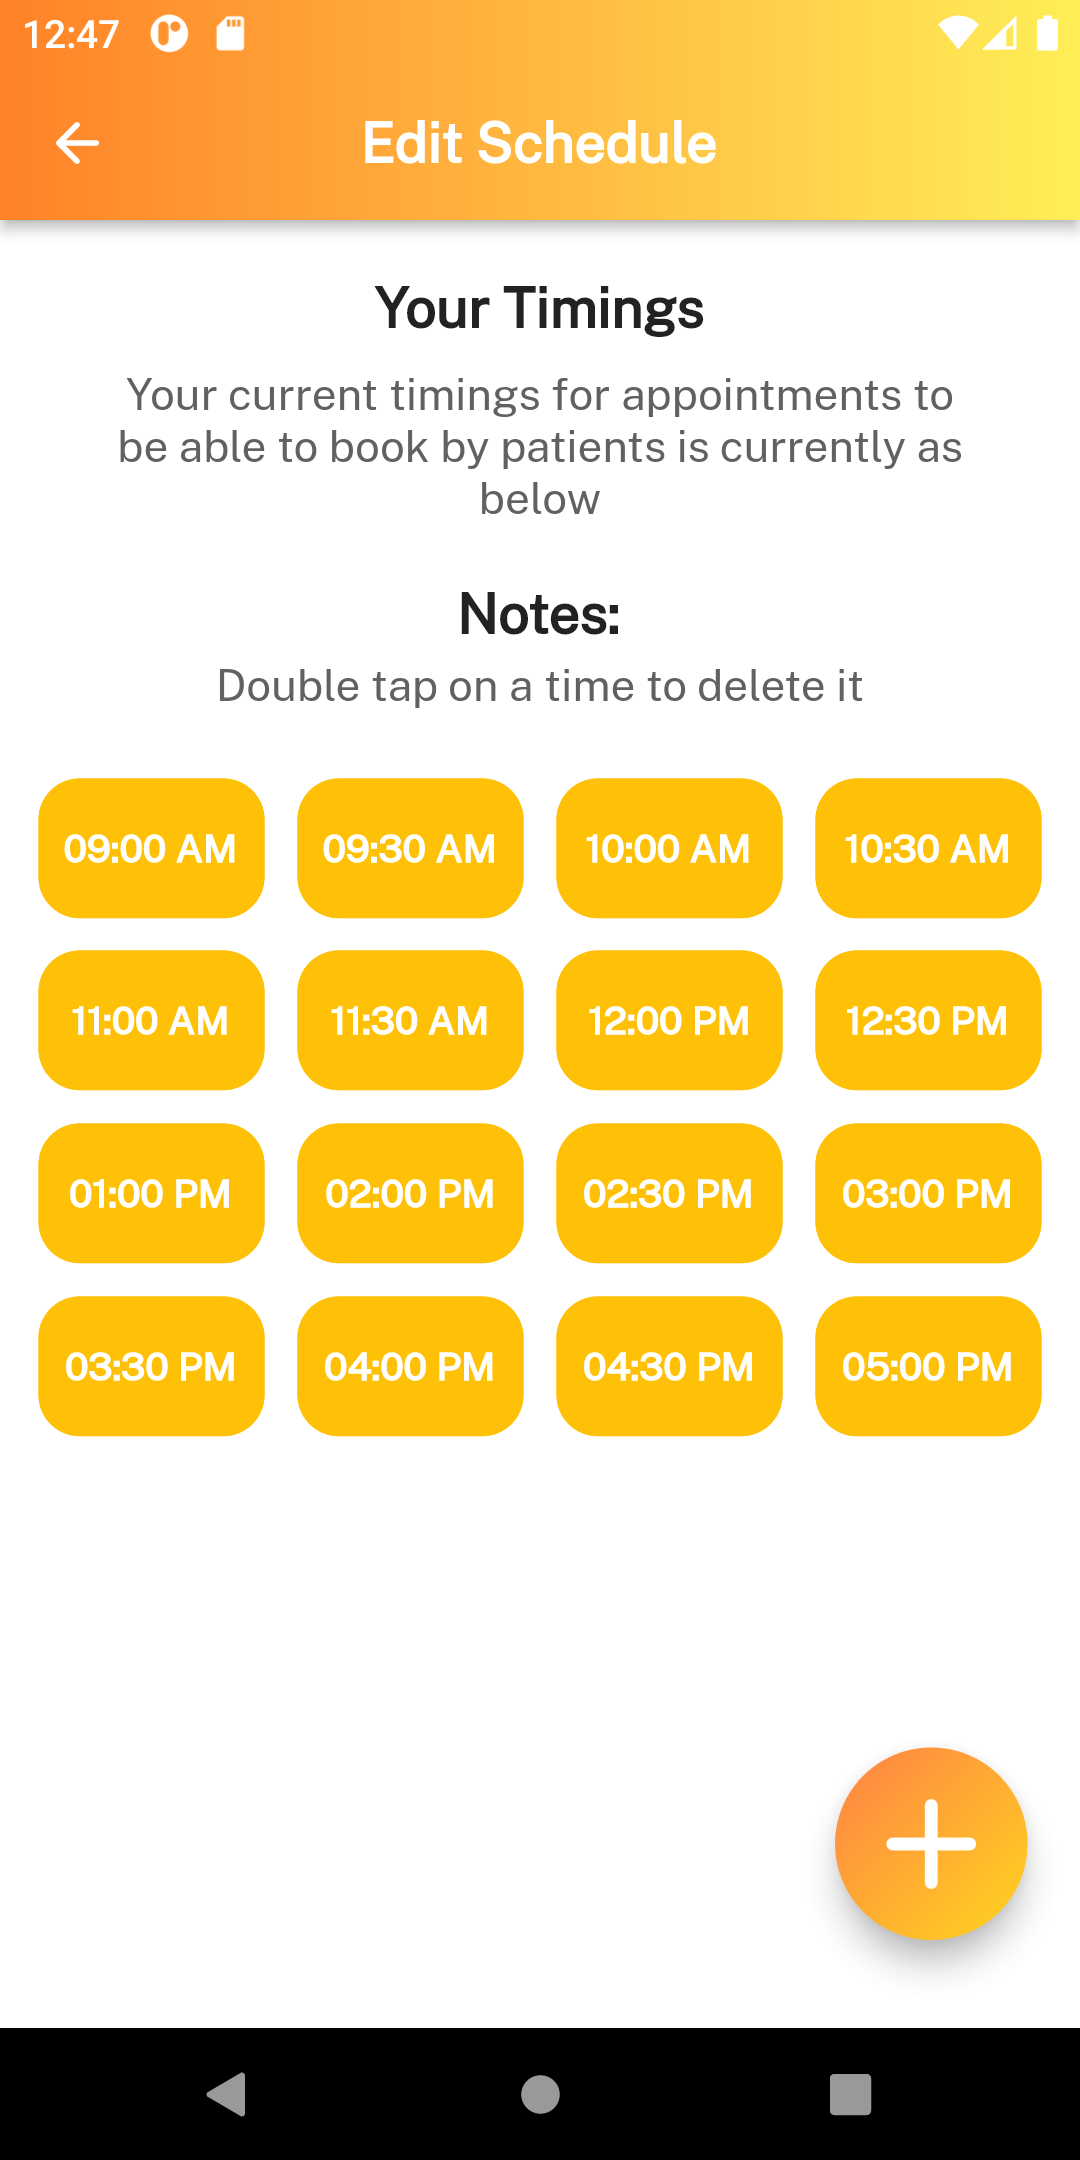 12:47
Edit Schedule
Your Timings
Your current timings for appointments to
be able to book by patients is currently as
below
Notes:
Double tap on a time to delete it
09:00 AM 09:30 AM 10:00 AM 10:30 AM
11:00 AM 11:30 AM 12:00 PM 12:30 PM
01:00 PM 02:00 PM 02:30 PM 03:00 PM
03:30 PM 04:00 PM 04:30 PM 05:00 PM